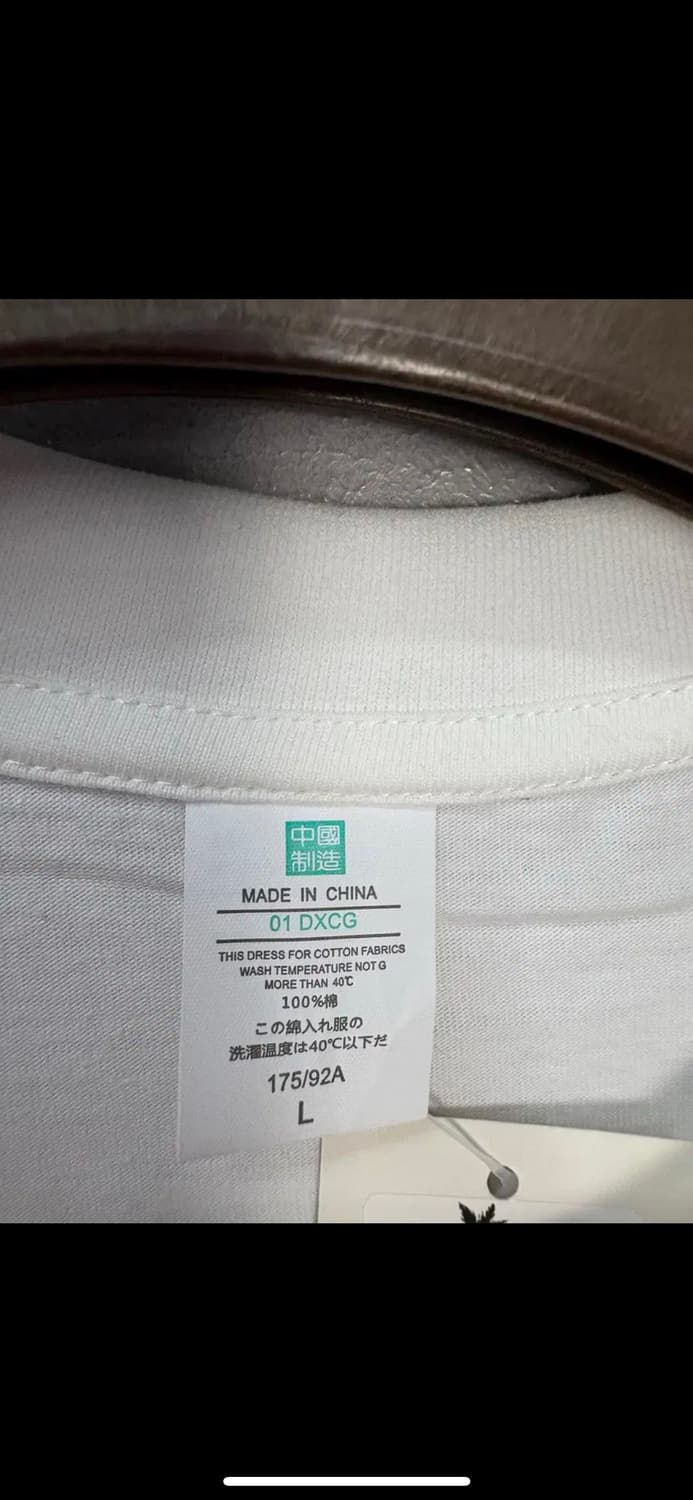 中國
制造
MADE IN CHINA
01 DXCG
THIS DRESS FOR COTTON FABRICS
WASH TEMPERATURE NOT G
MORE THAN 40℃
100%棉
この綿入れ服の
洗濯温度は40℃以下だ
175/92A
L